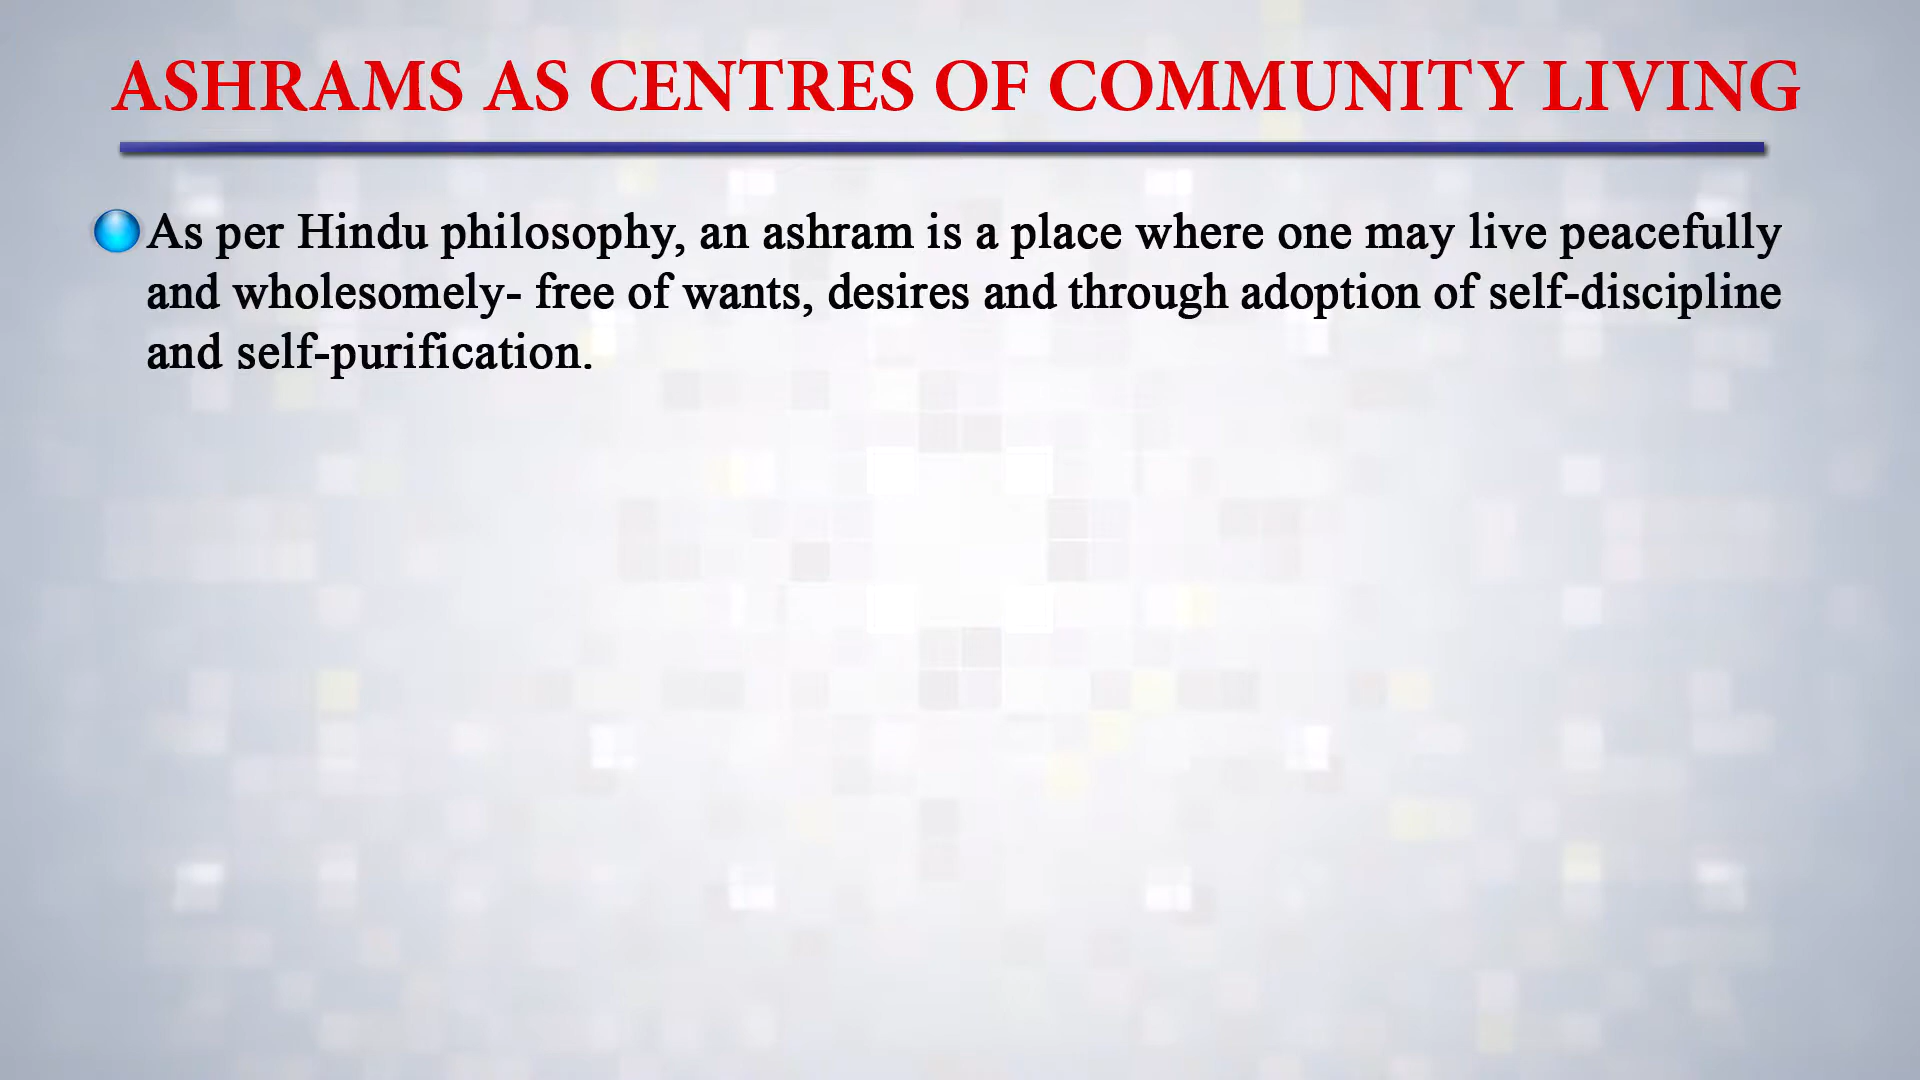 ASHRAMS AS CENTRES OF COMMUNITY LIVING
As per Hindu philosophy, an ashram is a place where one may live peacefully
and wholesomely- free of wants, desires and through adoption of self-discipline
and self-purification.